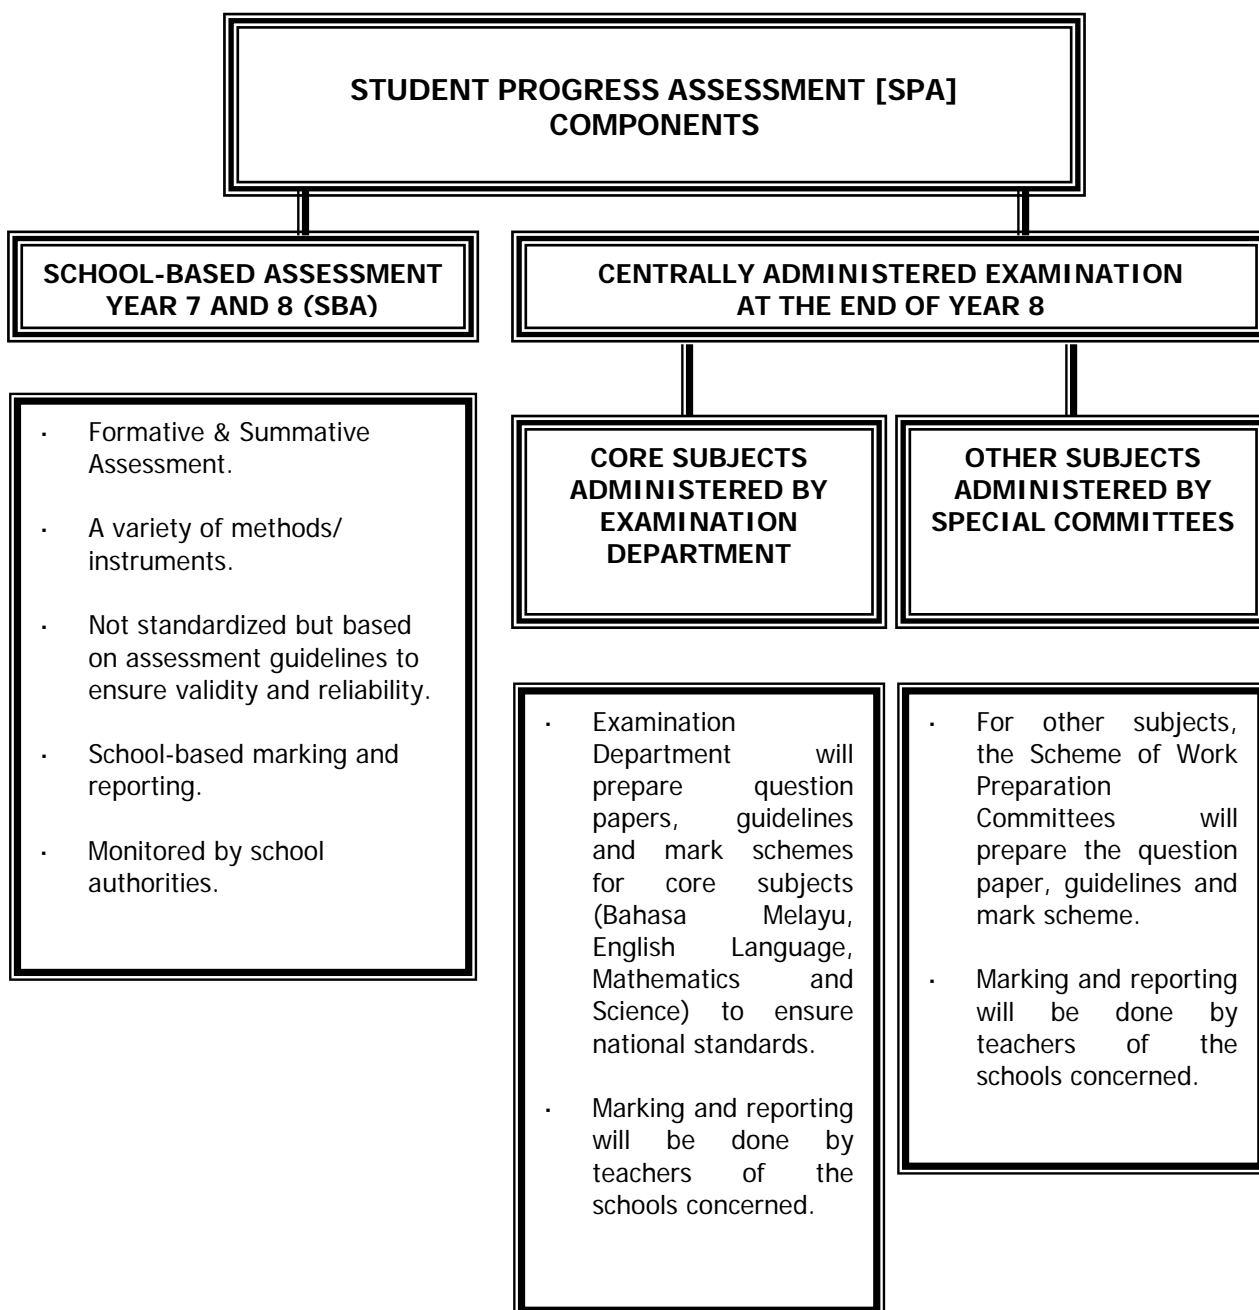 STUDENT PROGRESS ASSESSMENT [SPA]
COMPONENTS
SCHOOL-BASED ASSESSMENT
YEAR 7 AND 8 (SBA)
CENTRALLY ADMINISTERED EXAMINATION
AT THE END OF YEAR 8
· Formative & Summative
Assessment.
· A variety of methods/
instruments.
· Not standardized but based
on assessment guidelines to
ensure validity and reliability.
· School-based marking and
reporting.
· Monitored by school
authorities.
CORE SUBJECTS
ADMINISTERED BY
EXAMINATION
DEPARTMENT
· Examination
Department will
prepare question
papers, guidelines
and mark schemes
for core subjects
(Bahasa Melayu,
English Language,
Mathematics and
Science) to ensure
national standards.
· Marking and reporting
will be done by
teachers of the
schools concerned.
OTHER SUBJECTS
ADMINISTERED BY
SPECIAL COMMITTEES
· For other subjects,
the Scheme of Work
Preparation
Committees will
prepare the question
paper, guidelines and
mark scheme.
· Marking and reporting
will be done by
teachers of the
schools concerned.